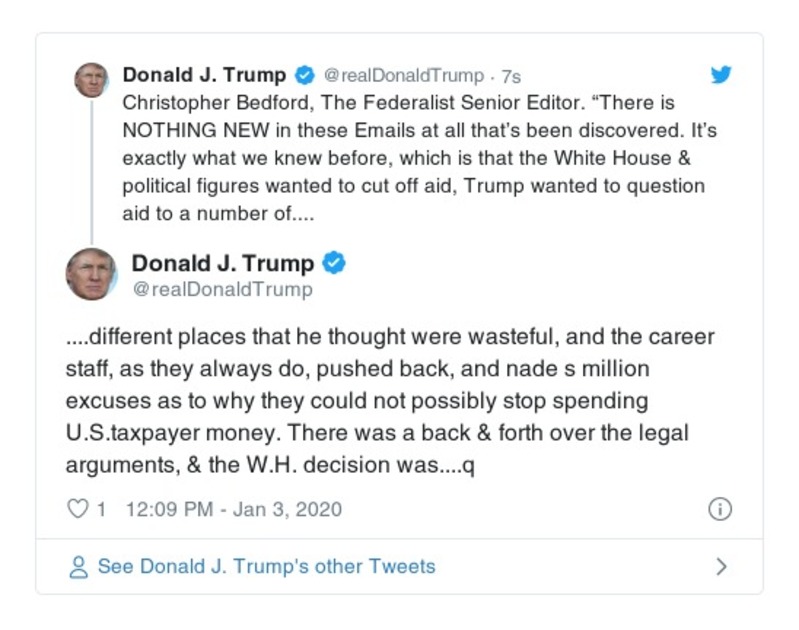 Donald J. Trump @realDonaldTrump · 7s
Christopher Bedford, The Federalist Senior Editor. “There is
NOTHING NEW in these Emails at all that’s been discovered. It’s
exactly what we knew before, which is that the White House &
political figures wanted to cut off aid, Trump wanted to question
aid to a number of....
Donald J. Trump
@realDonaldTrump
....different places that he thought were wasteful, and the career
staff, as they always do, pushed back, and nade s million
excuses as to why they could not possibly stop spending
U.S.taxpayer money. There was a back & forth over the legal
arguments, & the W.H. decision was....q
1 12:09 PM - Jan 3, 2020
See Donald J. Trump's other Tweets